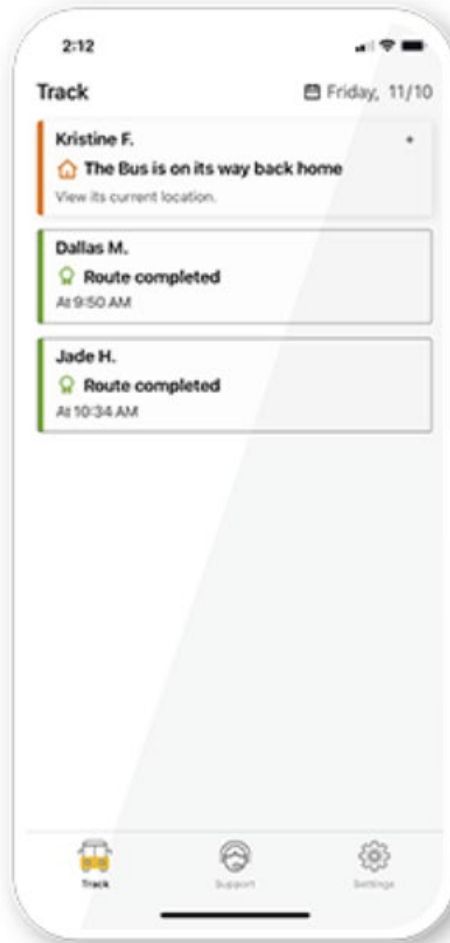 2:12
Track
Friday, 11/10
Kristine F.
The Bus is on its way back home
View its current location.
Dallas M.
Route completed
At 9:50 AM
Jade H.
Route completed
At 10:34 AM
Track
Support
Settings